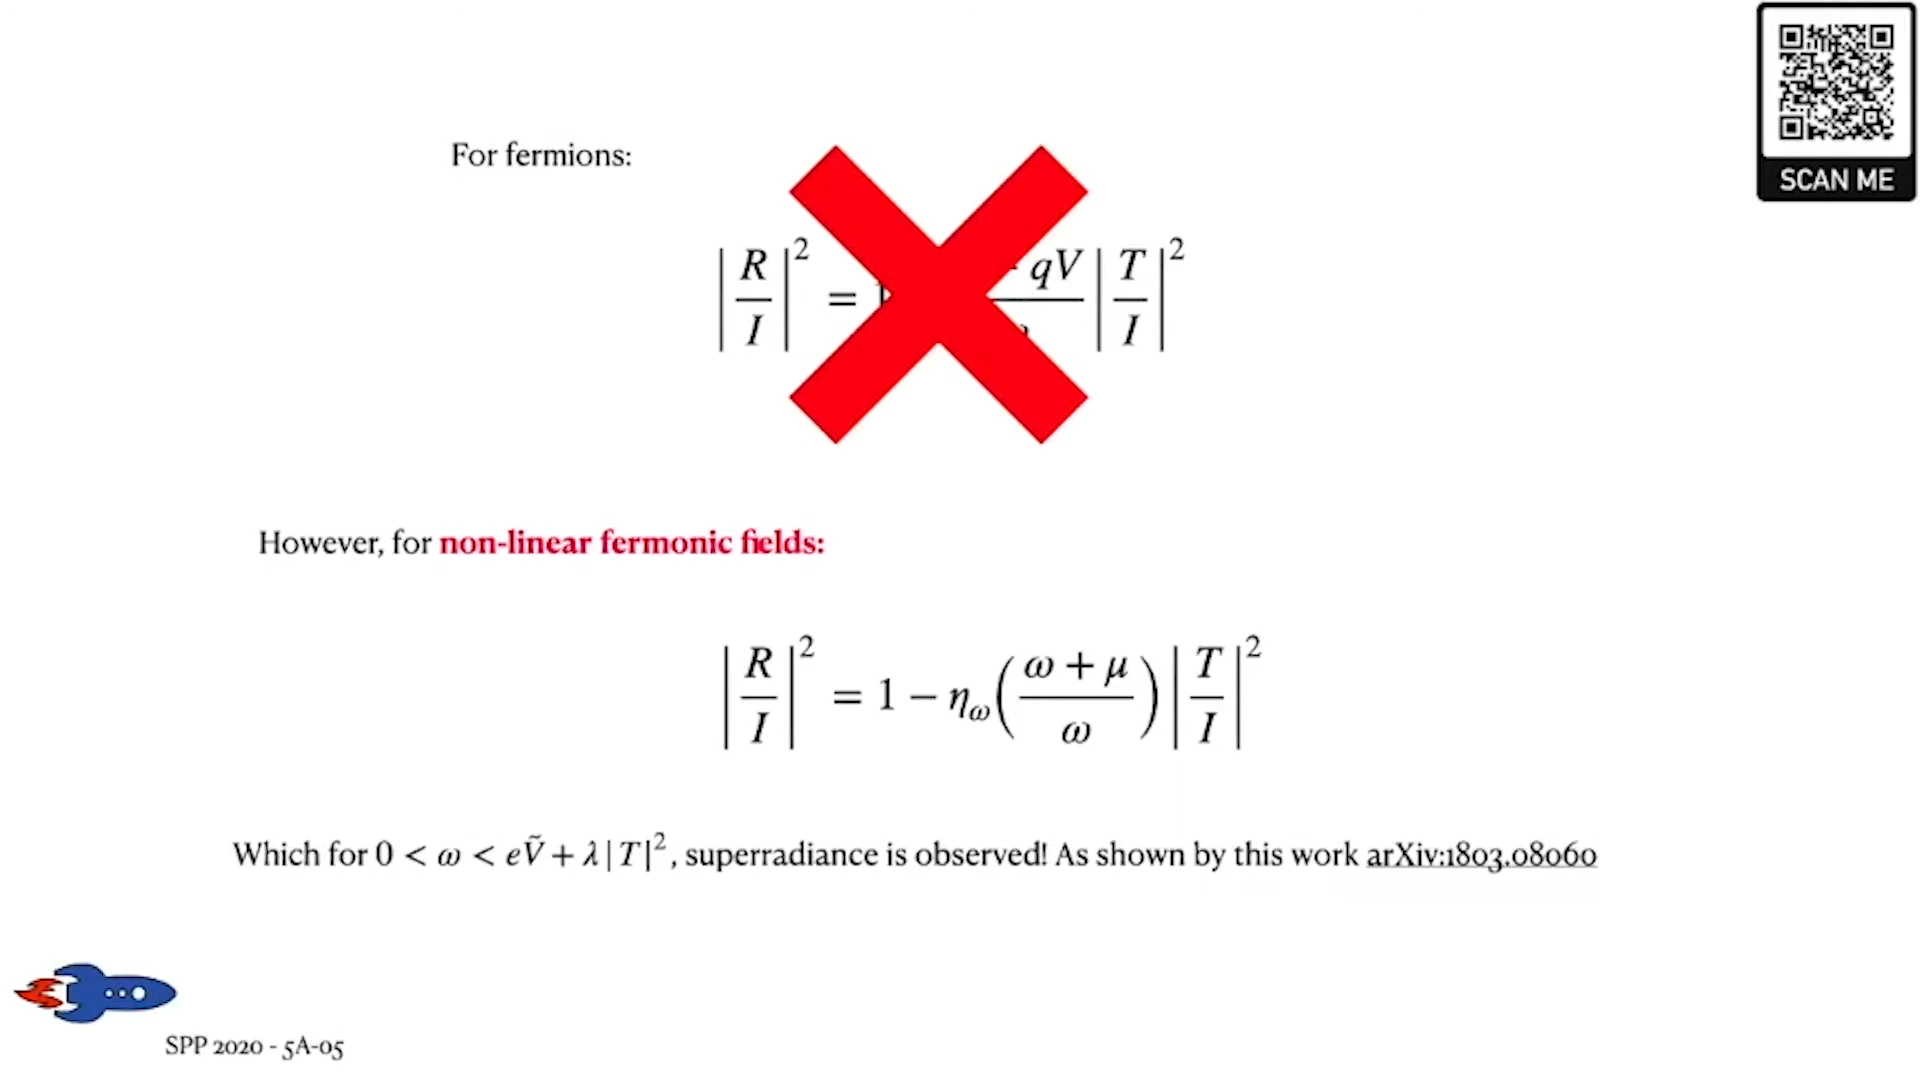 SCAN ME
For fermions:
|R/I|² = 1 qV |T/I|²
However, for non-linear fermonic fields:
|R/I|² = 1 − η_ω((ω + μ)/ω)|T/I|²
Which for 0 < ω < eṼ + λ|T|², superradiance is observed! As shown by this work arXiv:1803.08060
SPP 2020 - 5A-05